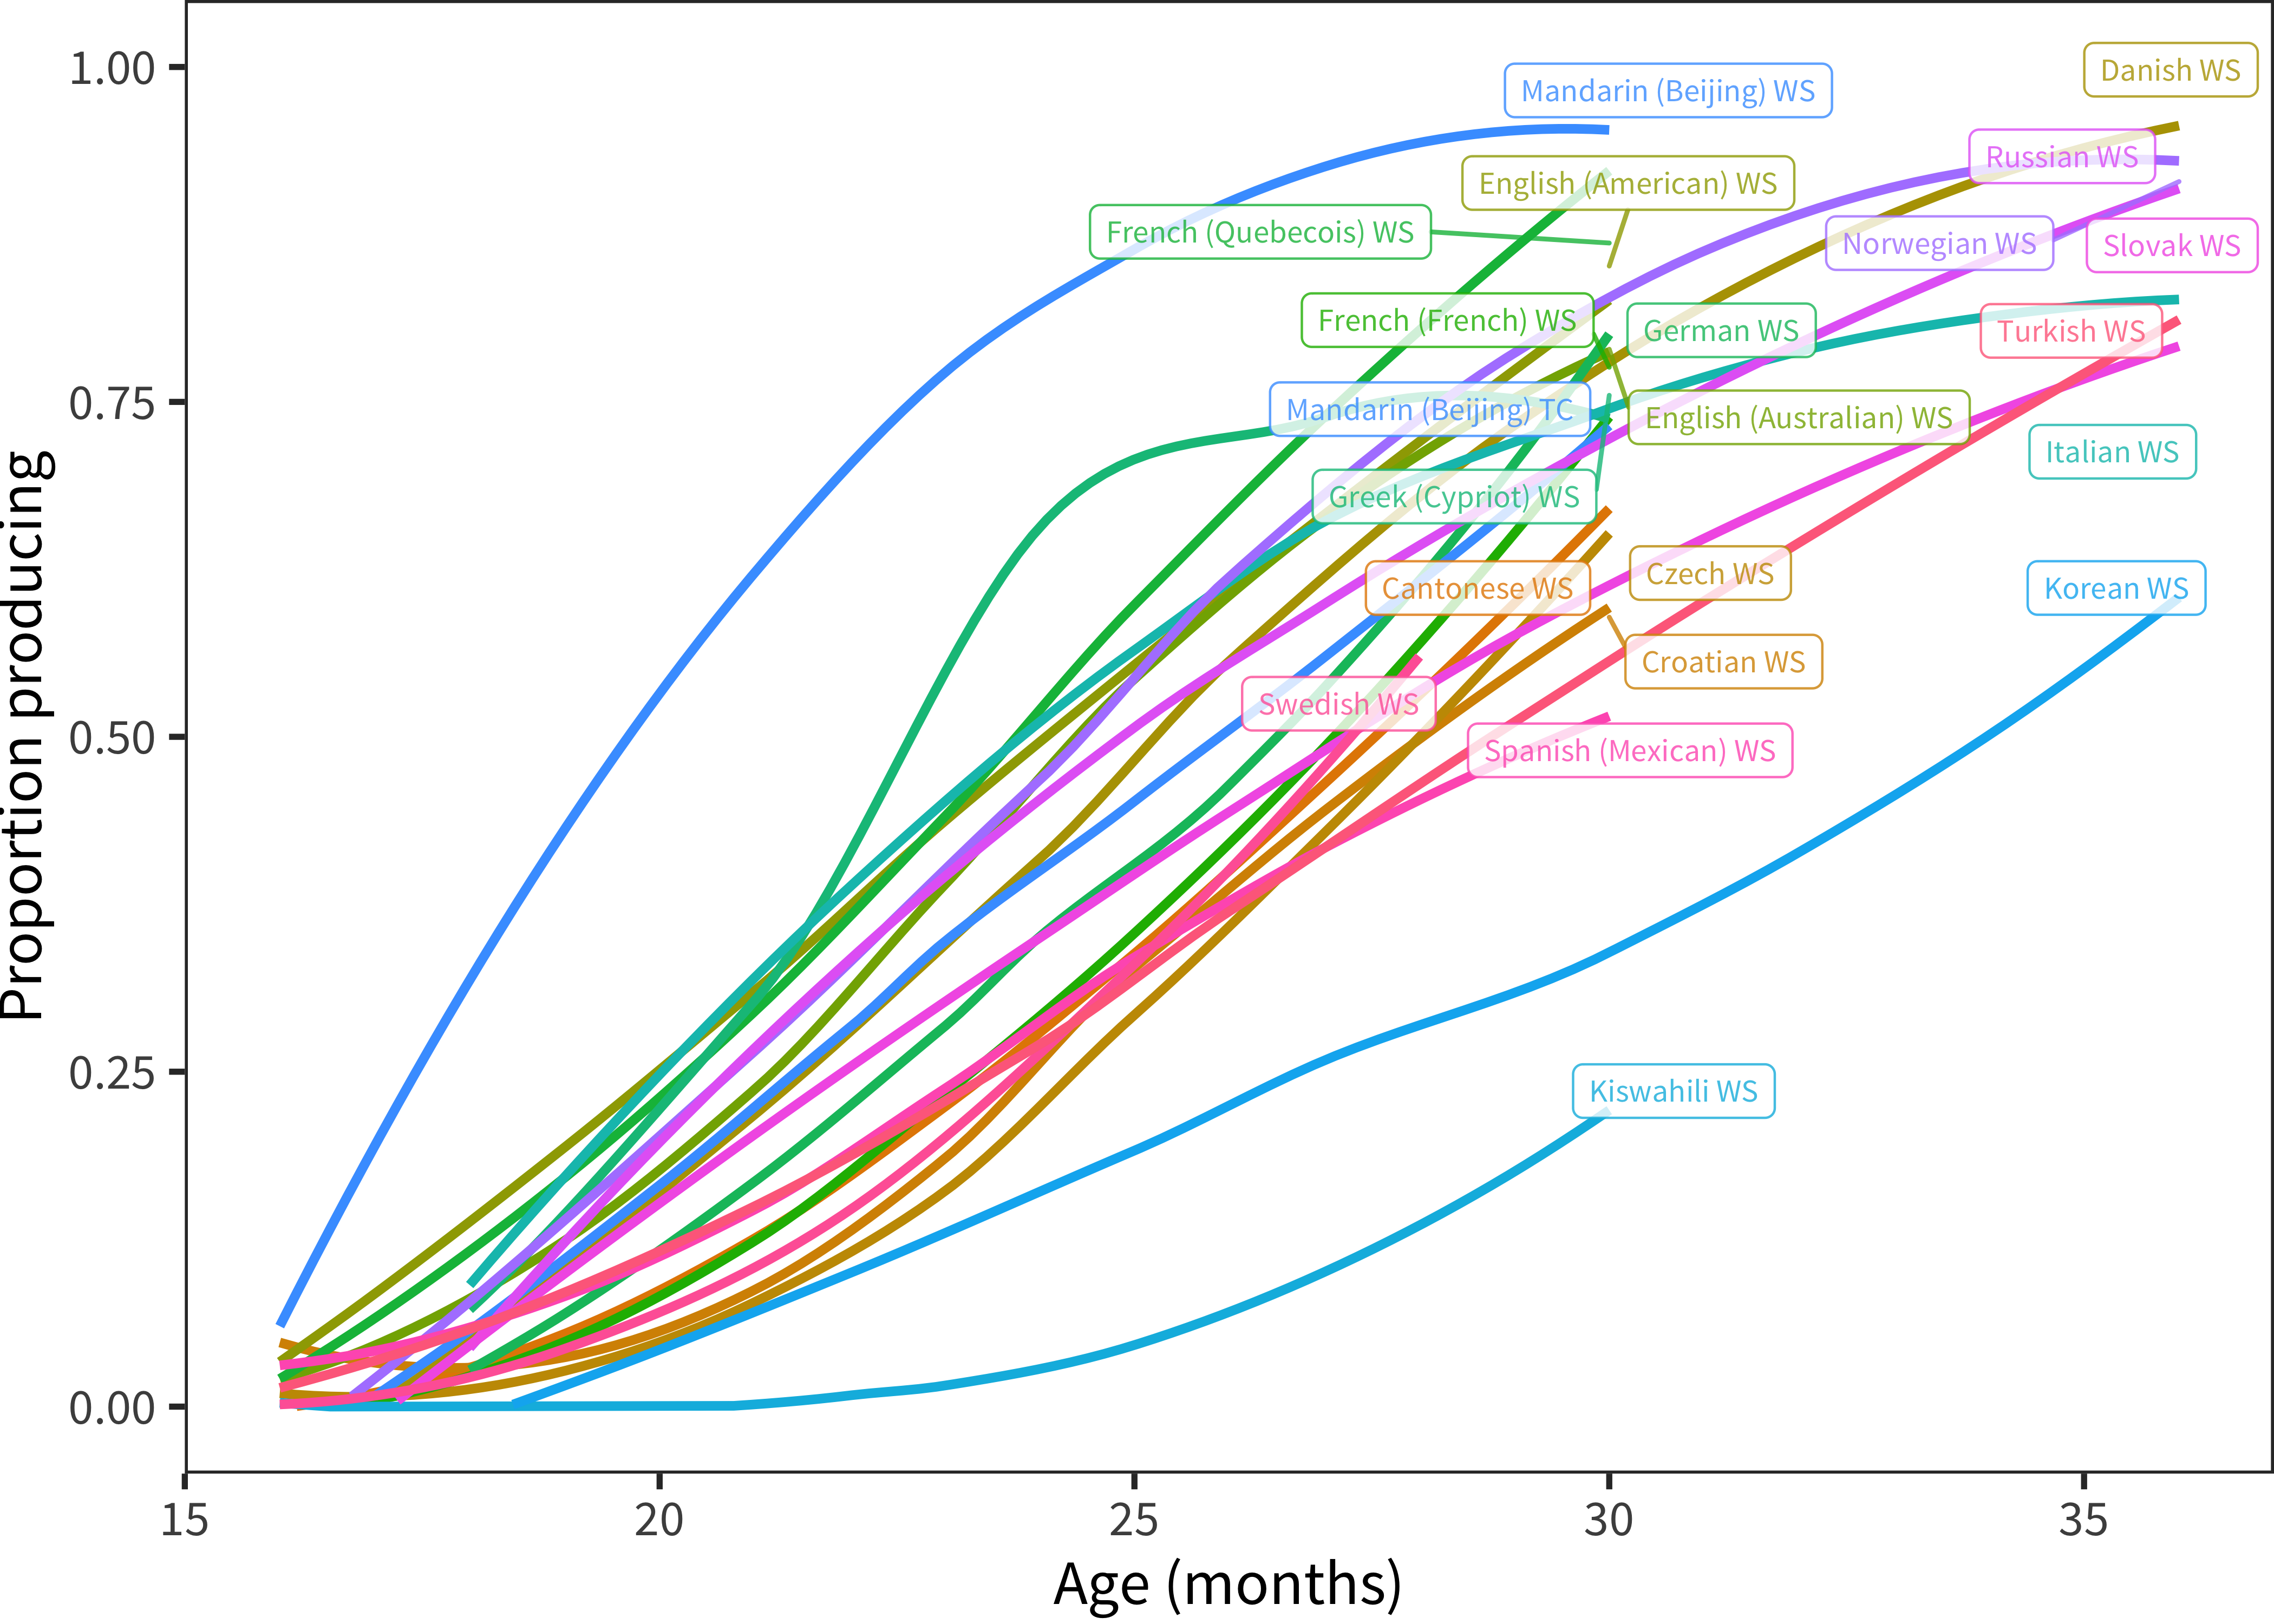 1.00
0.75
0.50
0.25
0.00
Proportion producing
Mandarin (Beijing) WS
Danish WS
Russian WS
English (American) WS
French (Quebecois) WS
Norwegian WS
Slovak WS
French (French) WS
German WS
Turkish WS
Mandarin (Beijing) TC
English (Australian) WS
Italian WS
Greek (Cypriot) WS
Cantonese WS
Czech WS
Korean WS
Croatian WS
Swedish WS
Spanish (Mexican) WS
Kiswahili WS
15
20
25
30
35
Age (months)